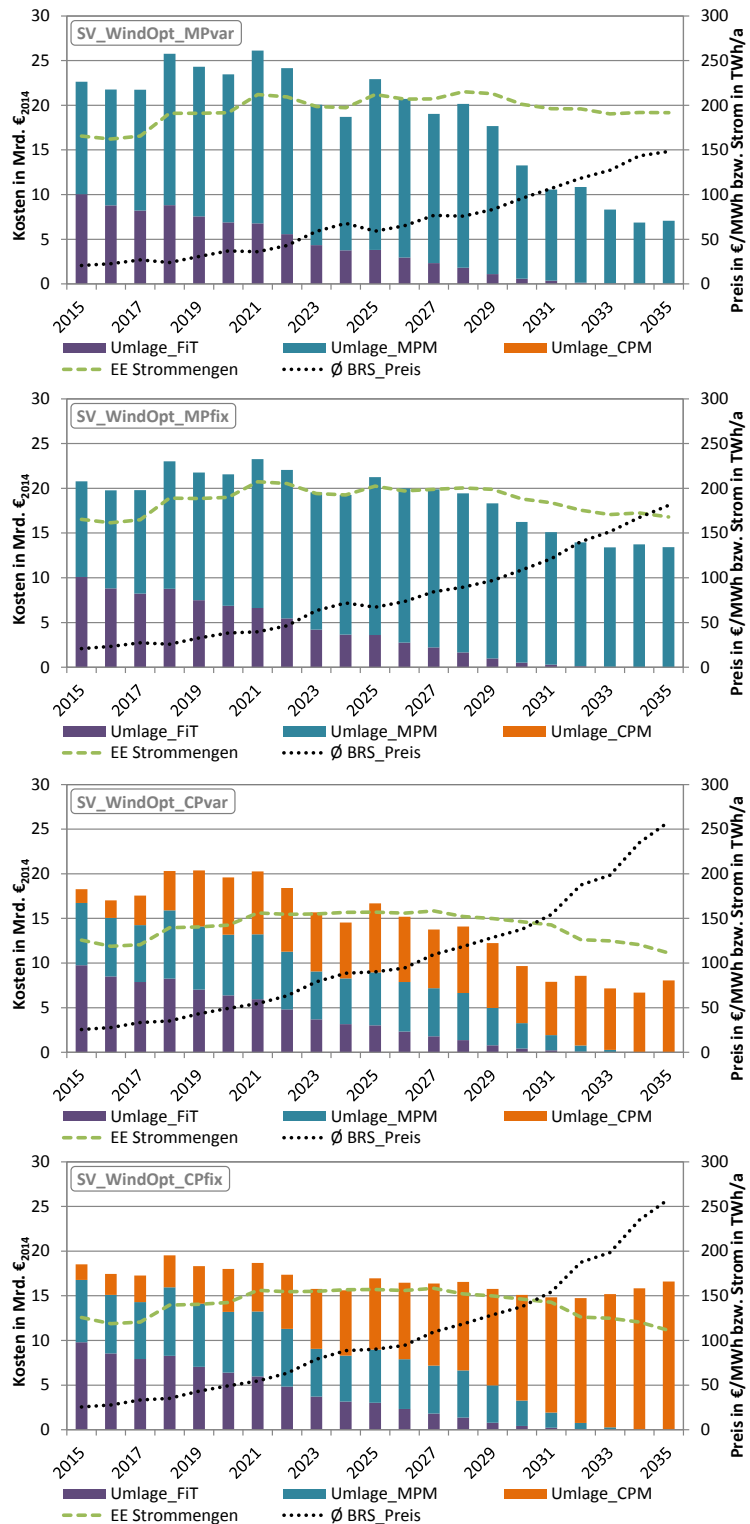 SV_WindOpt_MPvar
Kosten in Mrd. €2014
30
25
20
15
10
5
0
300
250
200
150
100
50
0
Preis in €/MWh bzw. Strom in TWh/a
2015 2017 2019 2021 2023 2025 2027 2029 2031 2033 2035
Umlage_FiT Umlage_MPM Umlage_CPM
EE Strommengen Ø BRS_Preis
SV_WindOpt_MPfix
Kosten in Mrd. €2014
30
25
20
15
10
5
0
300
250
200
150
100
50
0
Preis in €/MWh bzw. Strom in TWh/a
2015 2017 2019 2021 2023 2025 2027 2029 2031 2033 2035
Umlage_FiT Umlage_MPM Umlage_CPM
EE Strommengen Ø BRS_Preis
SV_WindOpt_CPvar
Kosten in Mrd. €2014
30
25
20
15
10
5
0
300
250
200
150
100
50
0
Preis in €/MWh bzw. Strom in TWh/a
2015 2017 2019 2021 2023 2025 2027 2029 2031 2033 2035
Umlage_FiT Umlage_MPM Umlage_CPM
EE Strommengen Ø BRS_Preis
SV_WindOpt_CPfix
Kosten in Mrd. €2014
30
25
20
15
10
5
0
300
250
200
150
100
50
0
Preis in €/MWh bzw. Strom in TWh/a
2015 2017 2019 2021 2023 2025 2027 2029 2031 2033 2035
Umlage_FiT Umlage_MPM Umlage_CPM
EE Strommengen Ø BRS_Preis